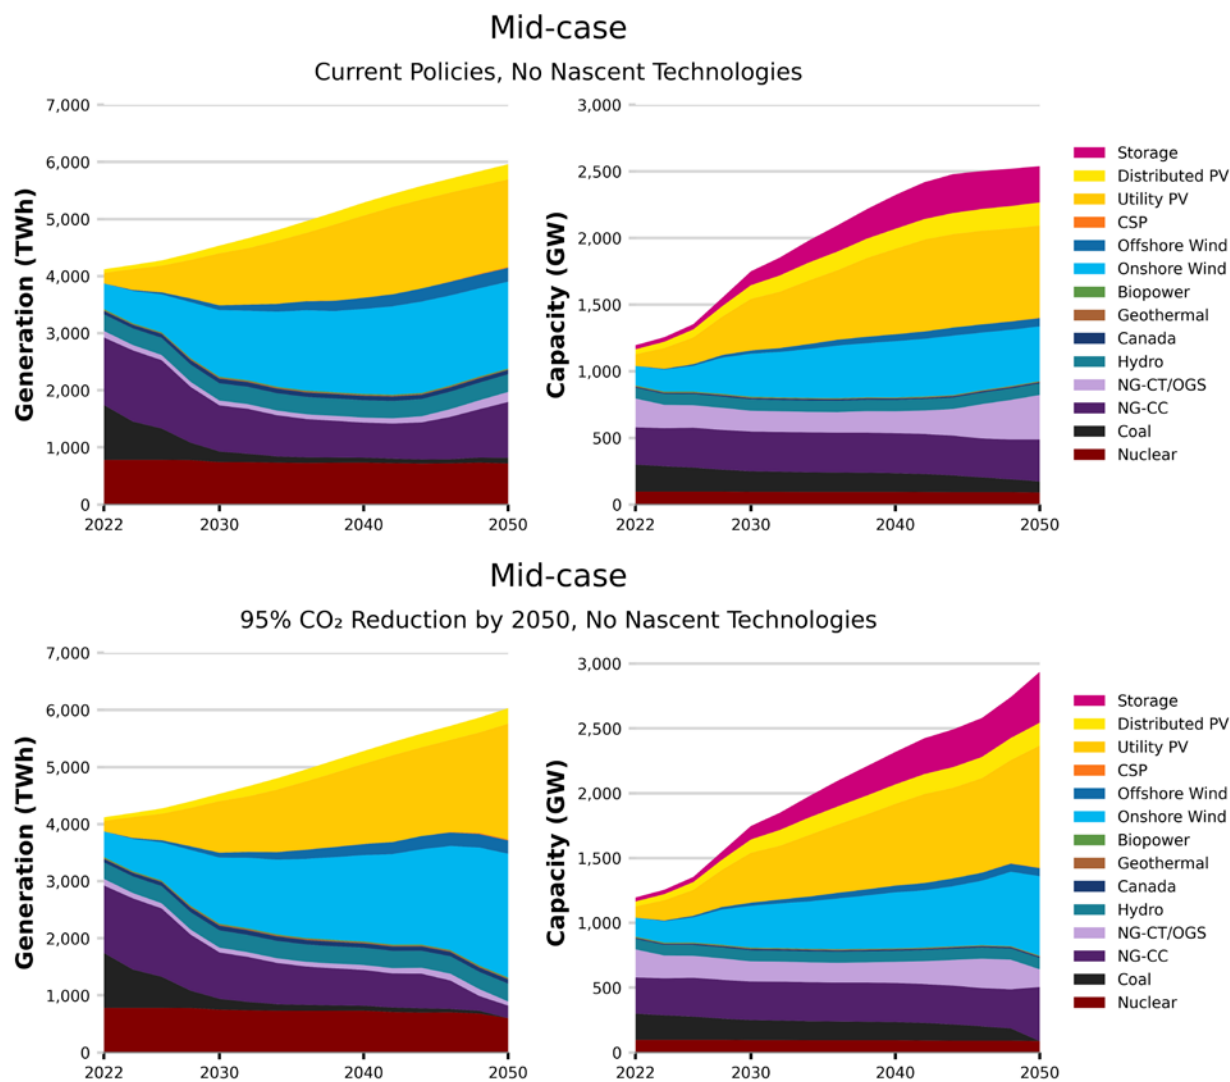 Mid-case
Current Policies, No Nascent Technologies
Generation (TWh)
7,000
6,000
5,000
4,000
3,000
2,000
1,000
0
2022
2030
2040
2050
Capacity (GW)
3,000
2,500
2,000
1,500
1,000
500
0
2022
2030
2040
2050
Storage
Distributed PV
Utility PV
CSP
Offshore Wind
Onshore Wind
Biopower
Geothermal
Canada
Hydro
NG-CT/OGS
NG-CC
Coal
Nuclear
Mid-case
95% CO₂ Reduction by 2050, No Nascent Technologies
Generation (TWh)
7,000
6,000
5,000
4,000
3,000
2,000
1,000
0
2022
2030
2040
2050
Capacity (GW)
3,000
2,500
2,000
1,500
1,000
500
0
2022
2030
2040
2050
Storage
Distributed PV
Utility PV
CSP
Offshore Wind
Onshore Wind
Biopower
Geothermal
Canada
Hydro
NG-CT/OGS
NG-CC
Coal
Nuclear